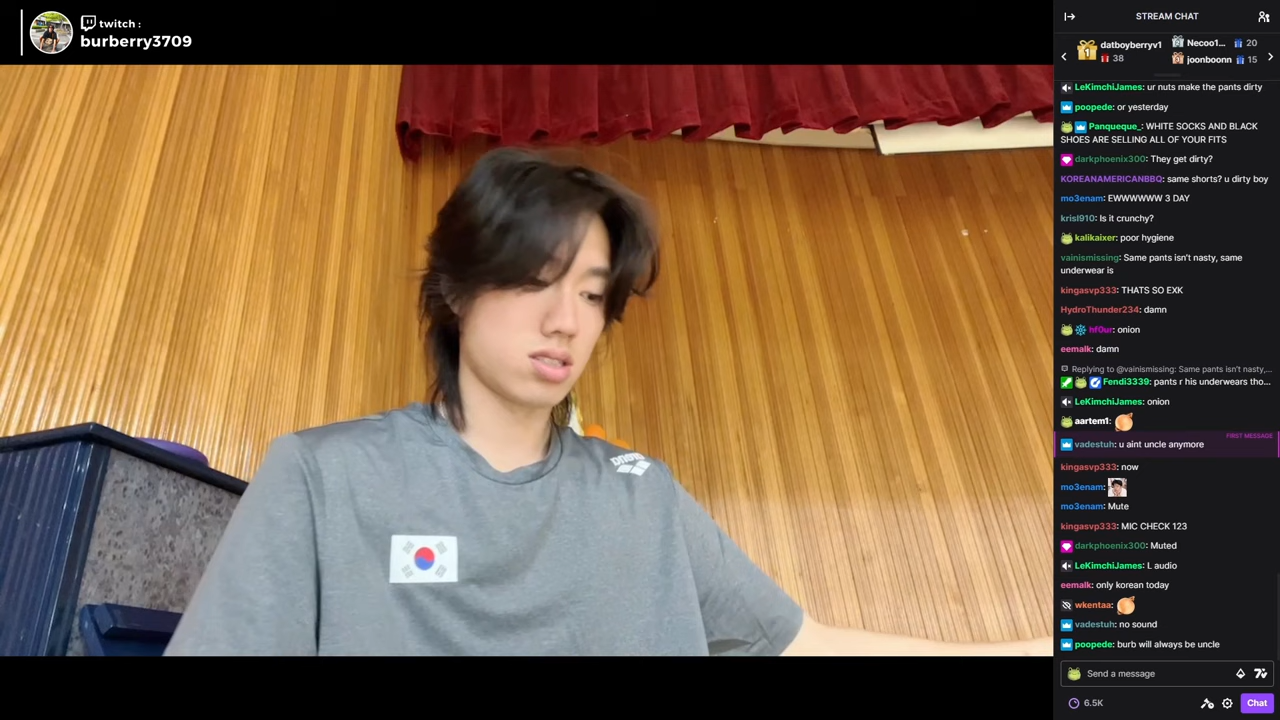 twitch :
burberry3709
STREAM CHAT
datboyberryv1
38
Necoo1... 20
joonboonn 15
LeKimchiJames: ur nuts make the pants dirty
poopede: or yesterday
Panqueque_: WHITE SOCKS AND BLACK
SHOES ARE SELLING ALL OF YOUR FITS
darkphoenix300: They get dirty?
KOREANAMERICANBBQ: same shorts? u dirty boy
mo3enam: EWWWWWW 3 DAY
krisl910: Is it crunchy?
kalikaixer: poor hygiene
vainismissing: Same pants isn't nasty, same
underwear is
kingasvp333: THATS SO EXK
HydroThunder234: damn
hf0ur: onion
eemalk: damn
Replying to @vainismissing: Same pants isn't nasty,...
Fendi3339: pants r his underwears tho...
LeKimchiJames: onion
aartem1:
FIRST MESSAGE
vadestuh: u aint uncle anymore
kingasvp333: now
mo3enam:
mo3enam: Mute
kingasvp333: MIC CHECK 123
darkphoenix300: Muted
LeKimchiJames: L audio
eemalk: only korean today
wkentaa:
vadestuh: no sound
poopede: burb will always be uncle
Send a message
6.5K
Chat
arena